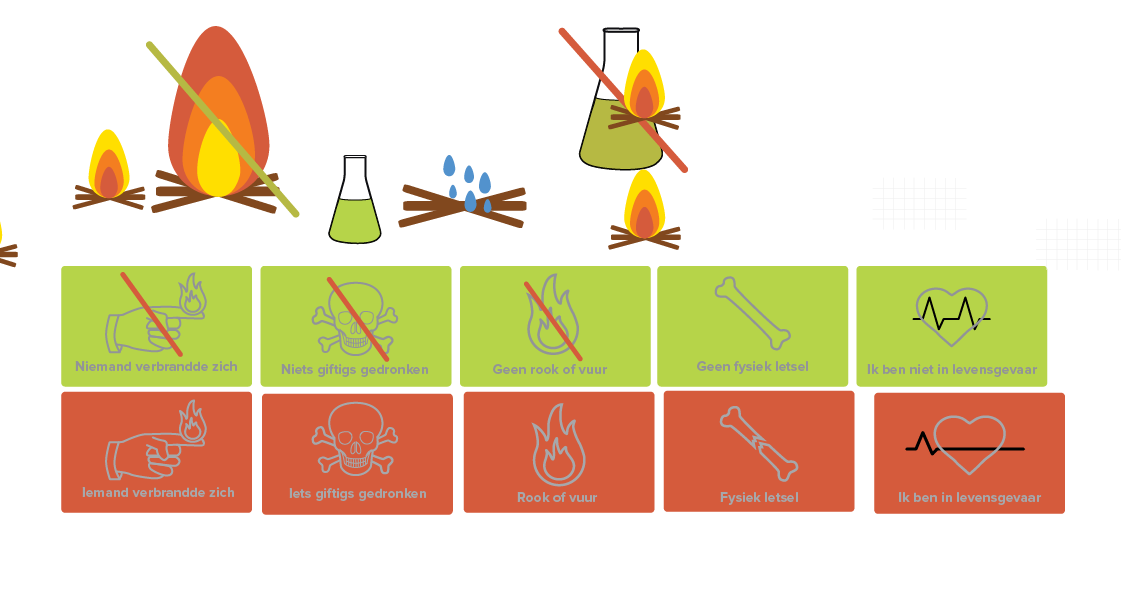 Niemand verbrandde zich
Niets giftigs gedronken
Geen rook of vuur
Geen fysiek letsel
Ik ben niet in levensgevaar
Iemand verbrandde zich
Iets giftigs gedronken
Rook of vuur
Fysiek letsel
Ik ben in levensgevaar